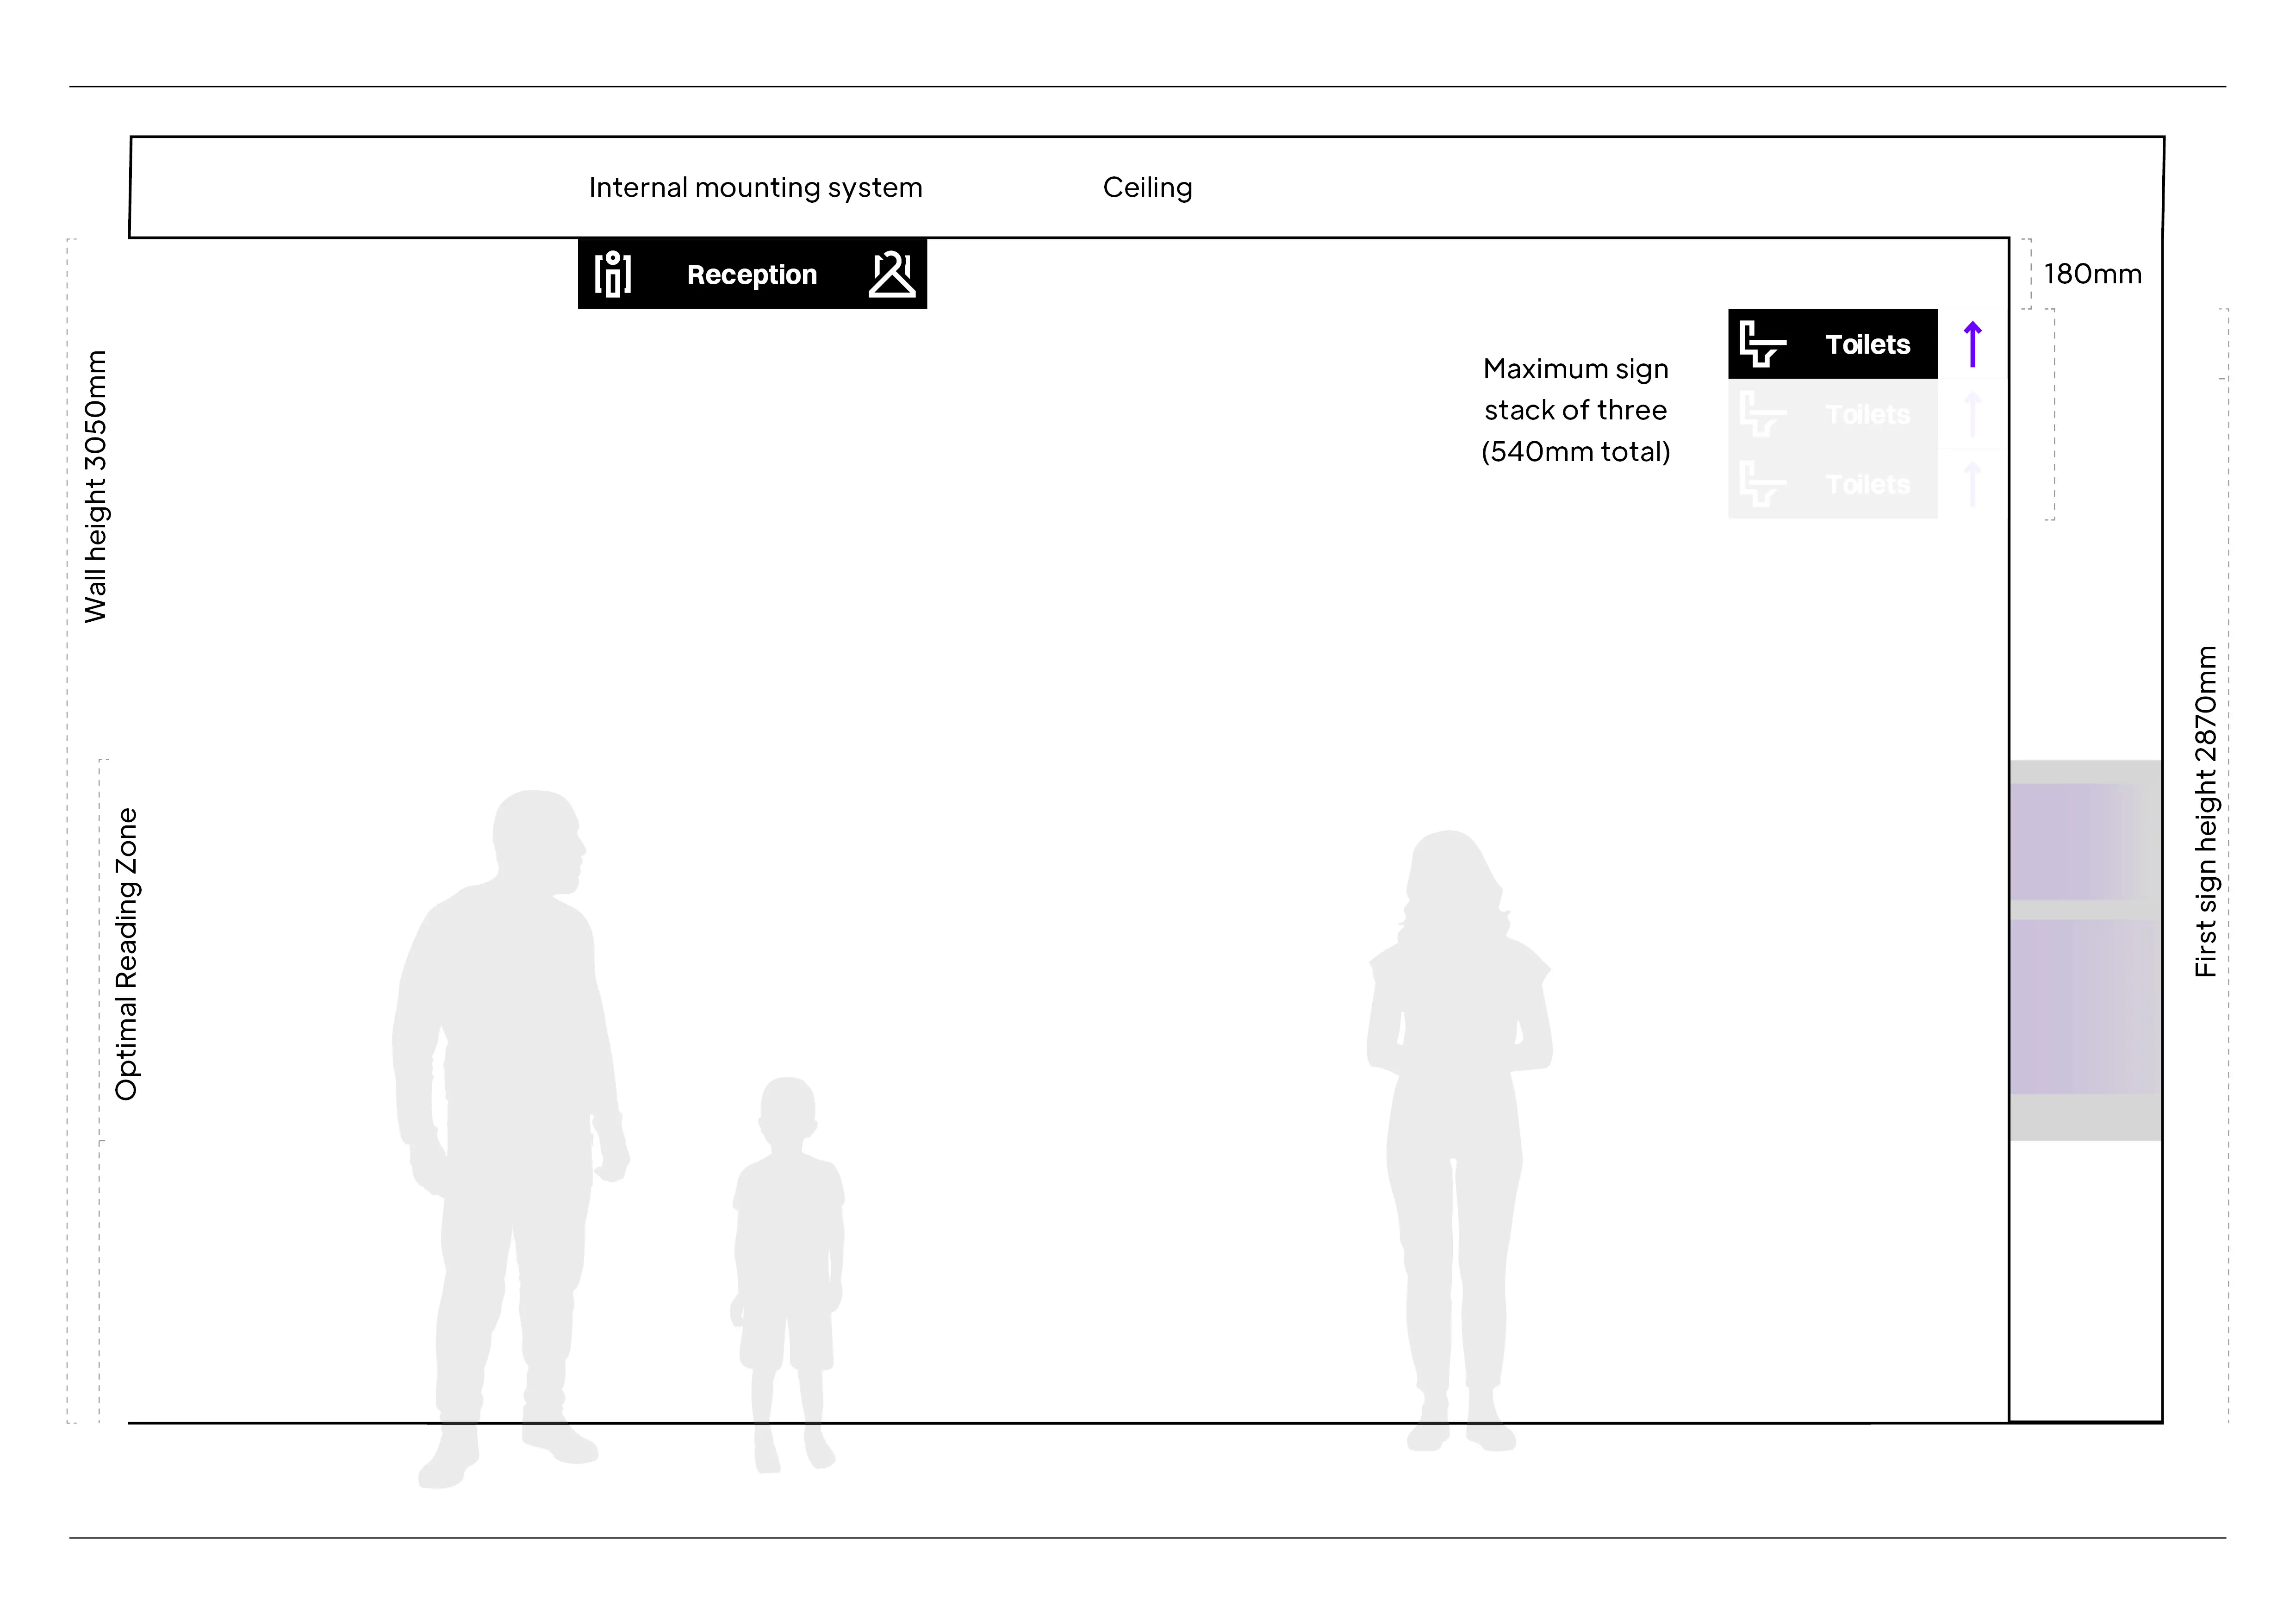 Internal mounting system
Ceiling
Reception
180mm
Toilets
Maximum sign
stack of three
(540mm total)
Toilets
Toilets
Wall height 3050mm
Optimal Reading Zone
First sign height 2870mm